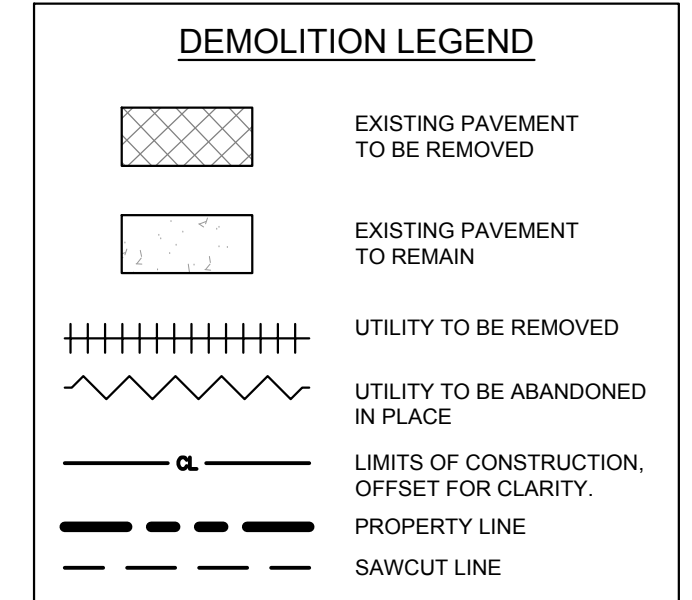 DEMOLITION LEGEND
EXISTING PAVEMENT
TO BE REMOVED
EXISTING PAVEMENT
TO REMAIN
UTILITY TO BE REMOVED
UTILITY TO BE ABANDONED
IN PLACE
CL
LIMITS OF CONSTRUCTION,
OFFSET FOR CLARITY.
PROPERTY LINE
SAWCUT LINE